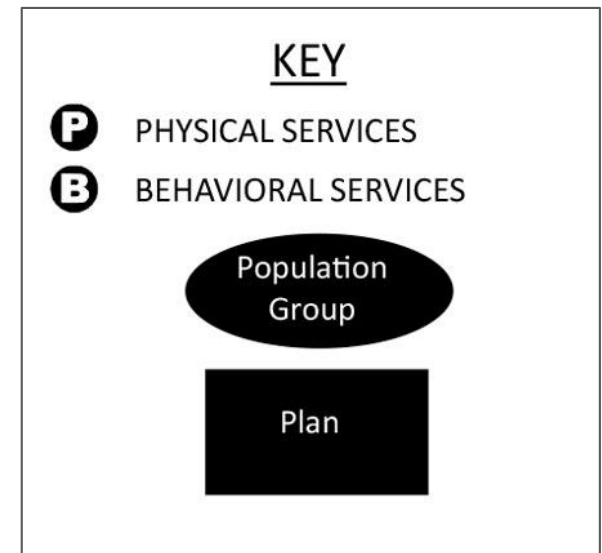 KEY
P PHYSICAL SERVICES
B BEHAVIORAL SERVICES
Population
Group
Plan